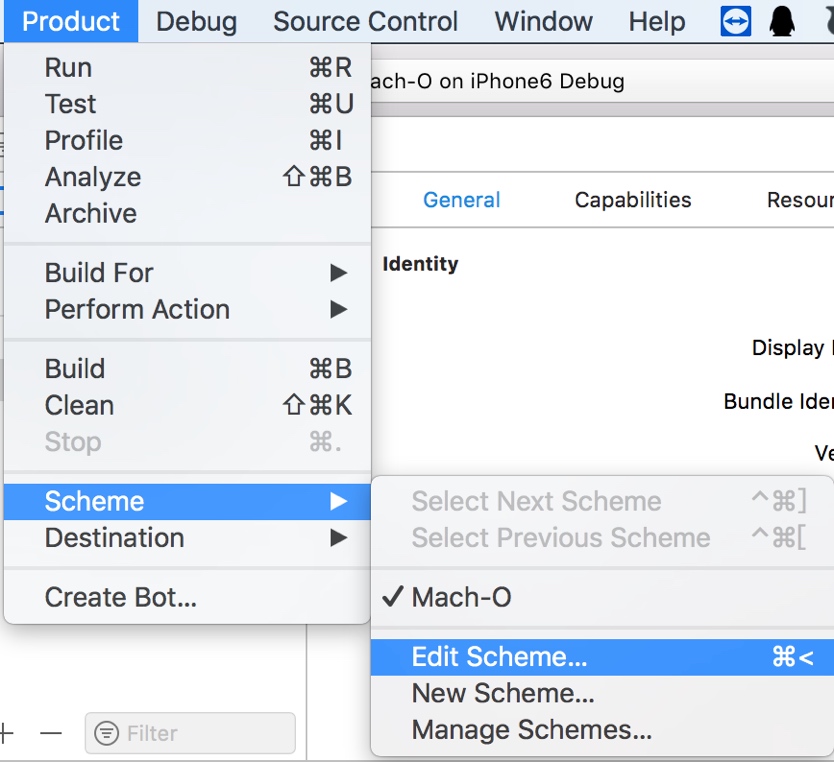 Product Debug Source Control Window Help
Run ⌘R
ach-O on iPhone6 Debug
Test ⌘U
Profile ⌘I
Analyze ⇧⌘B
Archive
General Capabilities Resour
Identity
Build For ▶
Perform Action ▶
Display
Build ⌘B
Bundle Iden
Clean ⇧⌘K
Stop ⌘.
Ve
Scheme ▶
Destination ▶
Create Bot...
Select Next Scheme ^⌘]
Select Previous Scheme ^⌘[
✓ Mach-O
Edit Scheme... ⌘<
New Scheme...
Manage Schemes...
+ — Filter